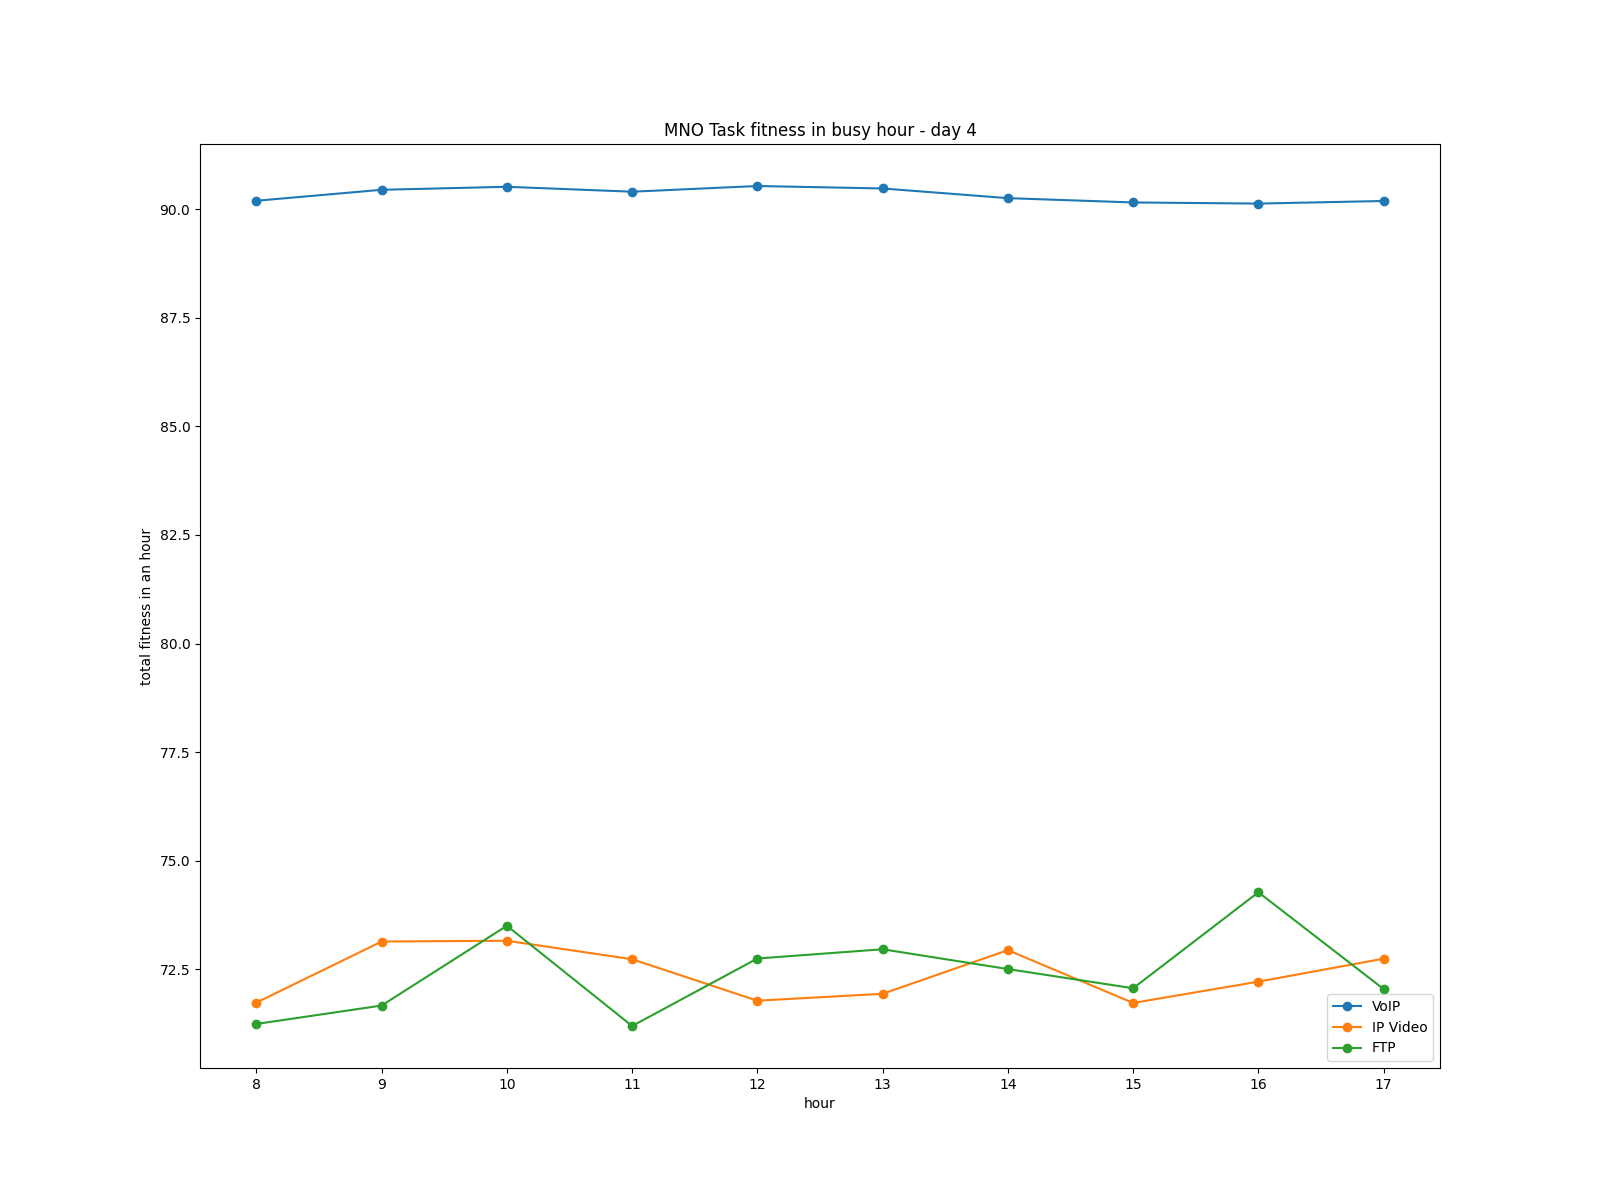 MNO Task fitness in busy hour - day 4
total fitness in an hour
90.0
87.5
85.0
82.5
80.0
77.5
75.0
72.5
8 9 10 11 12 13 14 15 16 17
hour
VoIP
IP Video
FTP